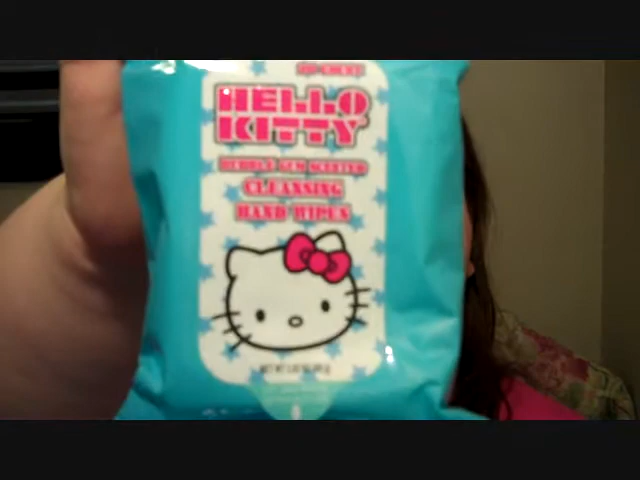 HELLO
KITTY
BUBBLE GUM SCENTED
CLEANSING
HAND WIPES